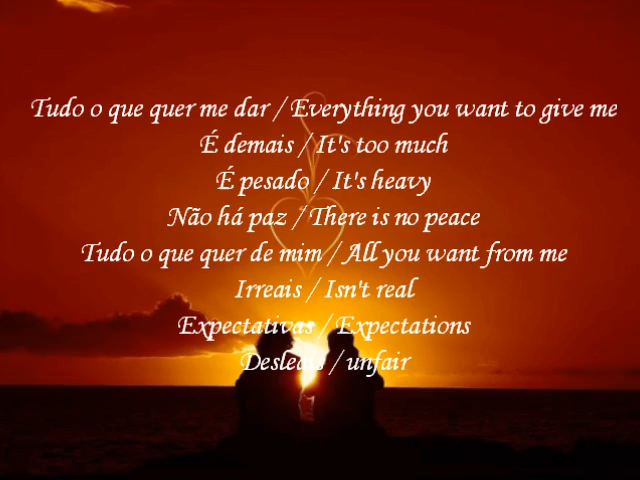 Tudo o que quer me dar / Everything you want to give me
É demais / It's too much
É pesado / It's heavy
Não há paz / There is no peace
Tudo o que quer de mim / All you want from me
Irreais / Isn't real
Expectativas / Expectations
Desleais / unfair